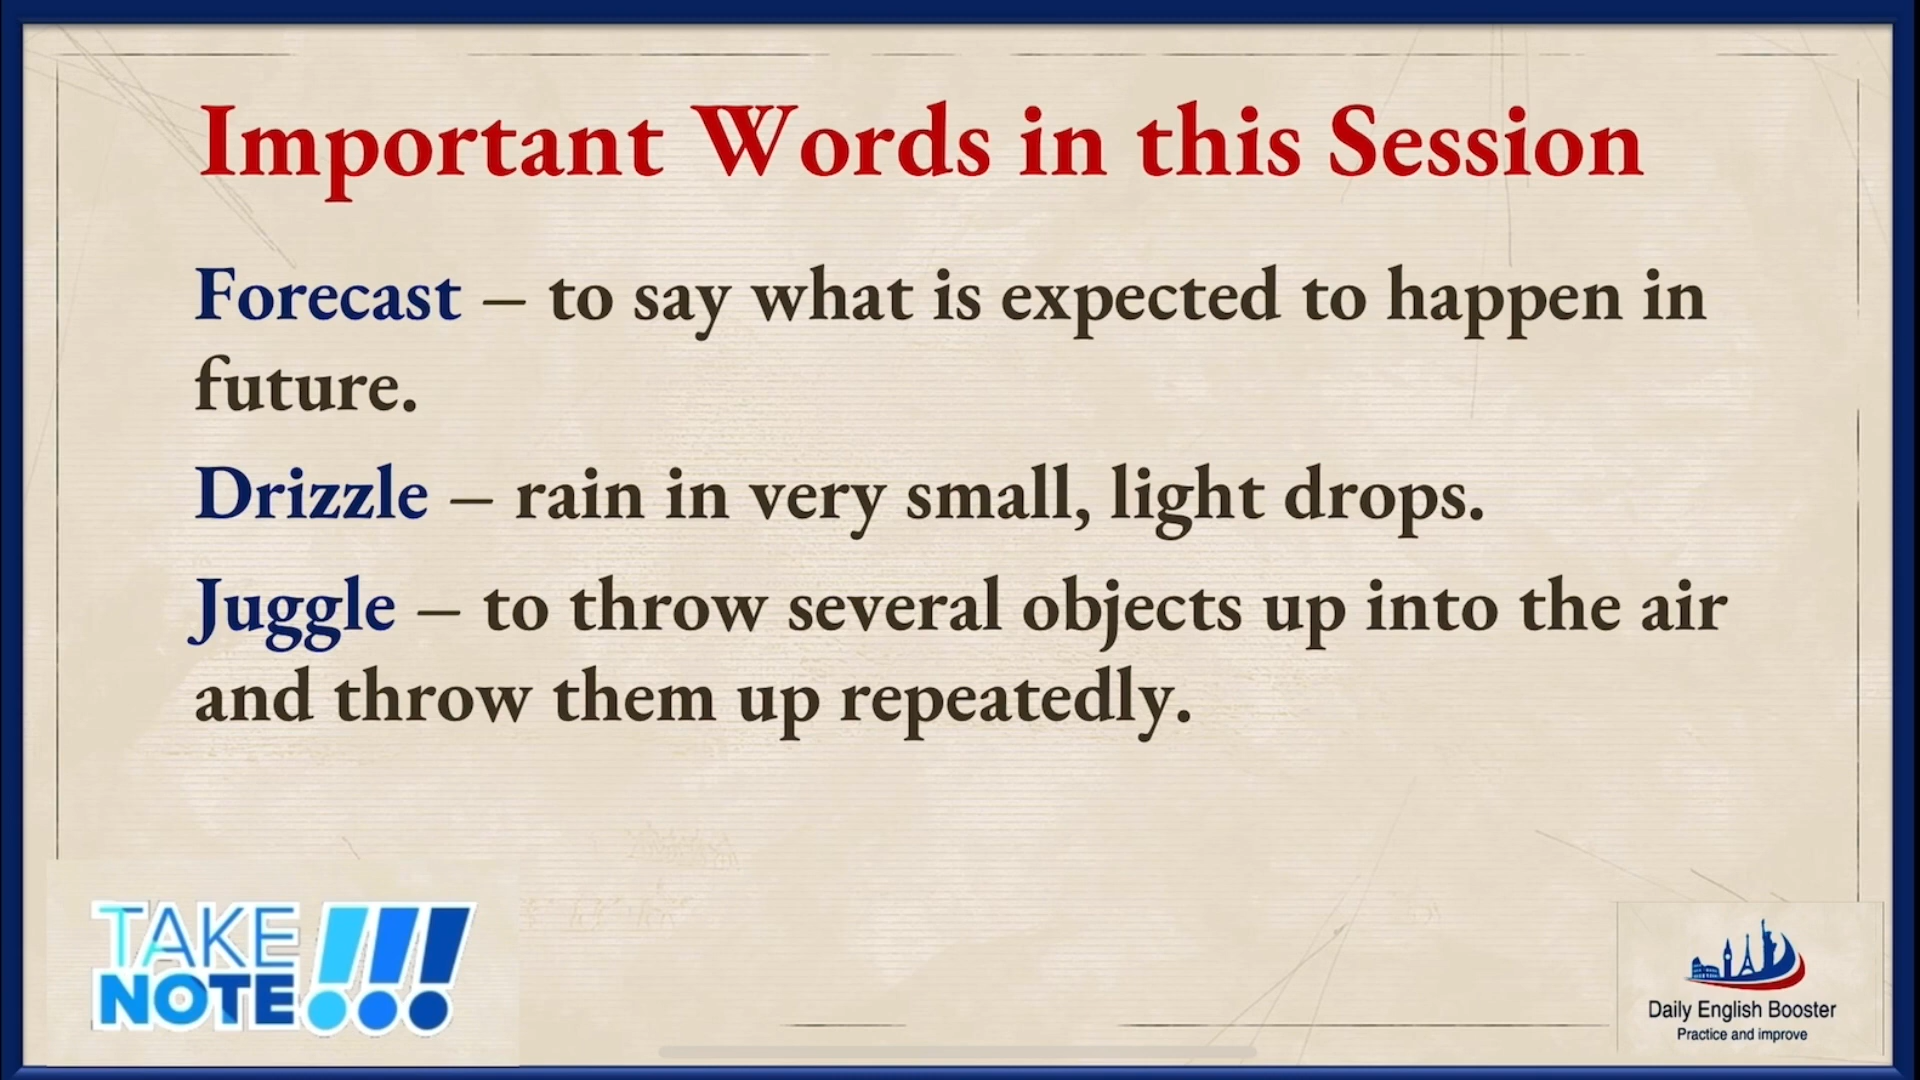 Important Words in this Session
Forecast – to say what is expected to happen in
future.
Drizzle – rain in very small, light drops.
Juggle – to throw several objects up into the air
and throw them up repeatedly.
TAKE
NOTE!!!
Daily English Booster
Practice and improve